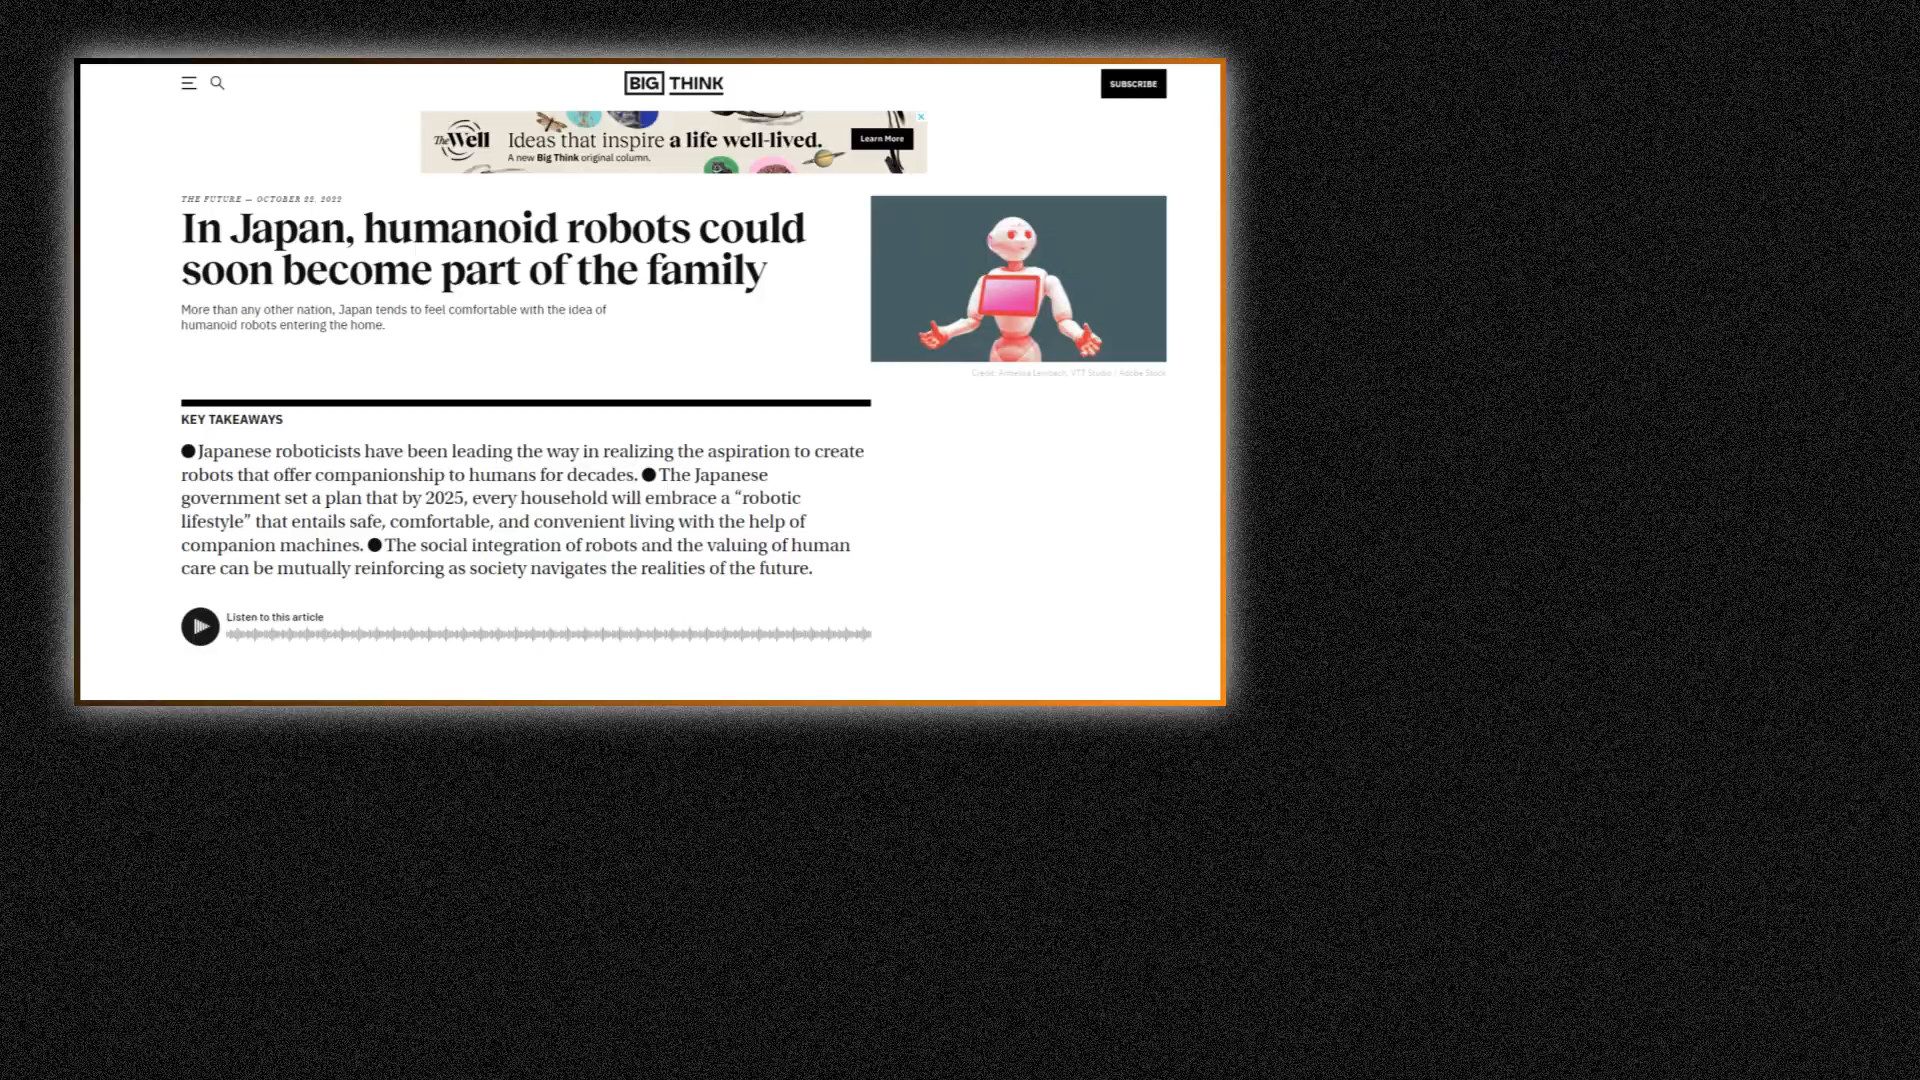 BIG THINK
SUBSCRIBE
The Well
Ideas that inspire a life well-lived.
A new Big Think original column.
Learn More
THE FUTURE — OCTOBER 22, 2022
In Japan, humanoid robots could
soon become part of the family
More than any other nation, Japan tends to feel comfortable with the idea of
humanoid robots entering the home.
Credit: Annelisa Leinbach, VTT Studio / Adobe Stock
KEY TAKEAWAYS
● Japanese roboticists have been leading the way in realizing the aspiration to create
robots that offer companionship to humans for decades. ● The Japanese
government set a plan that by 2025, every household will embrace a “robotic
lifestyle” that entails safe, comfortable, and convenient living with the help of
companion machines. ● The social integration of robots and the valuing of human
care can be mutually reinforcing as society navigates the realities of the future.
Listen to this article